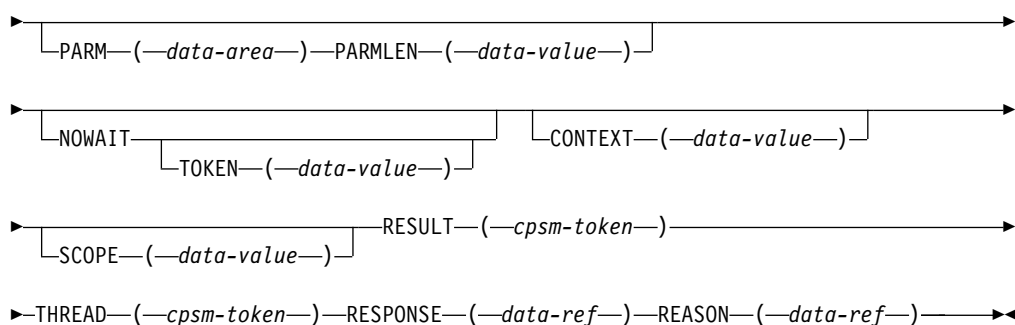 PARM ( data-area ) PARMLEN ( data-value )
NOWAIT
TOKEN ( data-value )
CONTEXT ( data-value )
RESULT ( cpsm-token )
SCOPE ( data-value )
THREAD ( cpsm-token ) RESPONSE ( data-ref ) REASON ( data-ref )